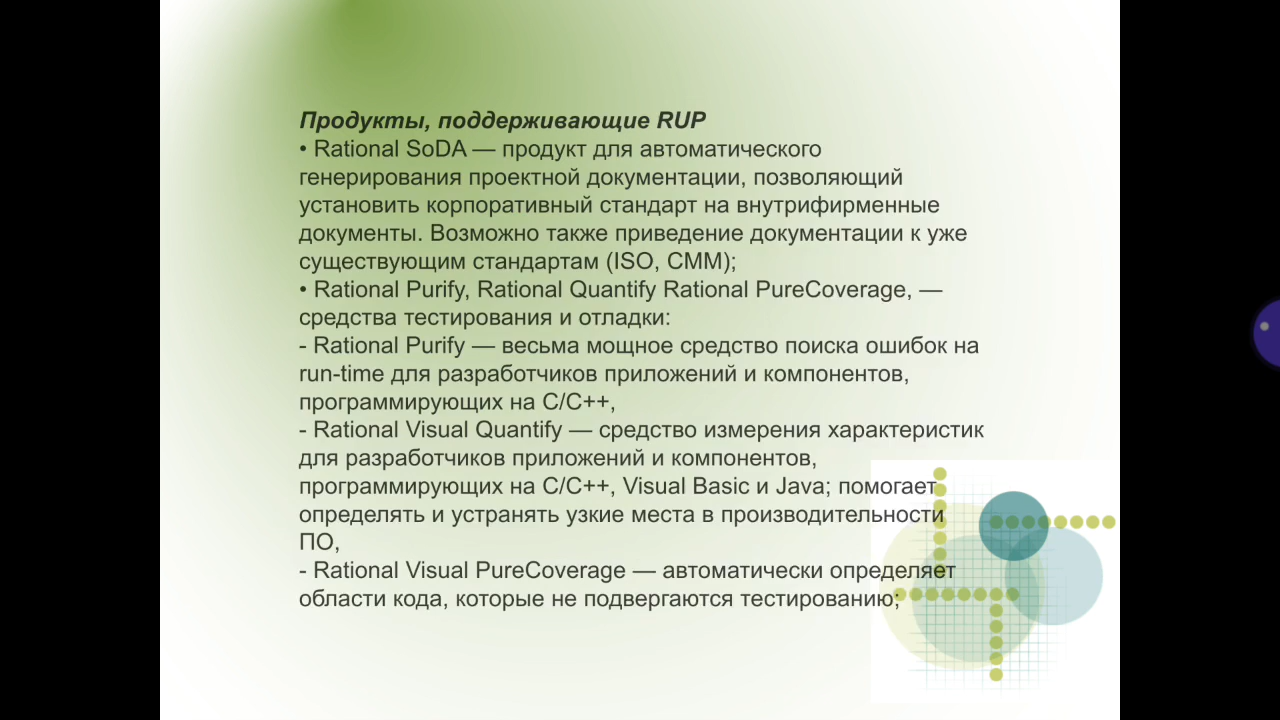 Продукты, поддерживающие RUP
• Rational SoDA — продукт для автоматического
генерирования проектной документации, позволяющий
установить корпоративный стандарт на внутрифирменные
документы. Возможно также приведение документации к уже
существующим стандартам (ISO, CMM);
• Rational Purify, Rational Quantify Rational PureCoverage, —
средства тестирования и отладки:
- Rational Purify — весьма мощное средство поиска ошибок на
run-time для разработчиков приложений и компонентов,
программирующих на C/C++,
- Rational Visual Quantify — средство измерения характеристик
для разработчиков приложений и компонентов,
программирующих на C/C++, Visual Basic и Java; помогает
определять и устранять узкие места в производительности
ПО,
- Rational Visual PureCoverage — автоматически определяет
области кода, которые не подвергаются тестированию;